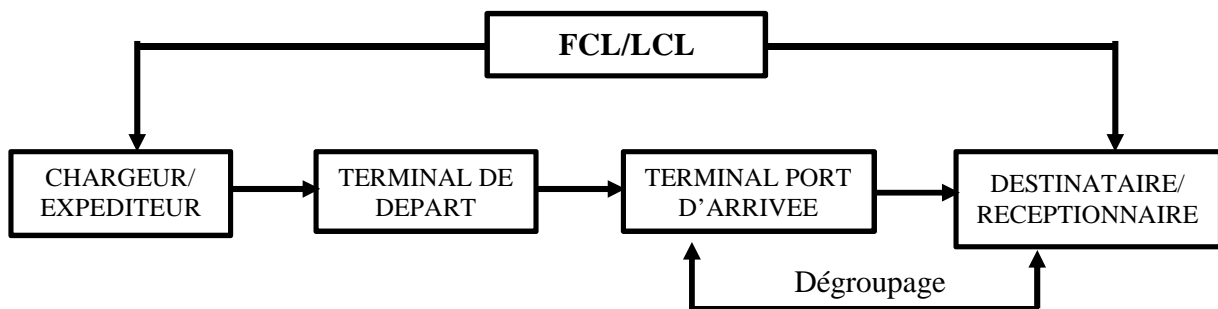 FCL/LCL
CHARGEUR/
EXPEDITEUR
TERMINAL DE
DEPART
TERMINAL PORT
D’ARRIVEE
DESTINATAIRE/
RECEPTIONNAIRE
Dégroupage